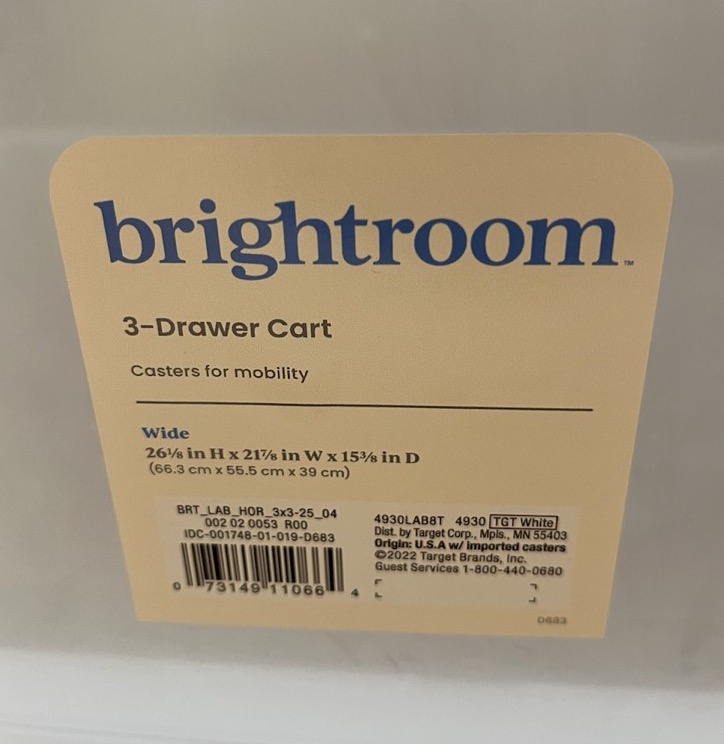 brightroom™
3-Drawer Cart
Casters for mobility
Wide
26⅛ in H x 21⅞ in W x 15⅜ in D
(66.3 cm x 55.5 cm x 39 cm)
BRT_LAB_HOR_3x3-25_04
002 02 0053 R00
IDC-001748-01-019-D683
0 73149 11066 4
4930LAB8T 4930 TGT White
Dist. by Target Corp., Mpls., MN 55403
Origin: U.S.A w/ imported casters
©2022 Target Brands, Inc.
Guest Services 1-800-440-0680
D683